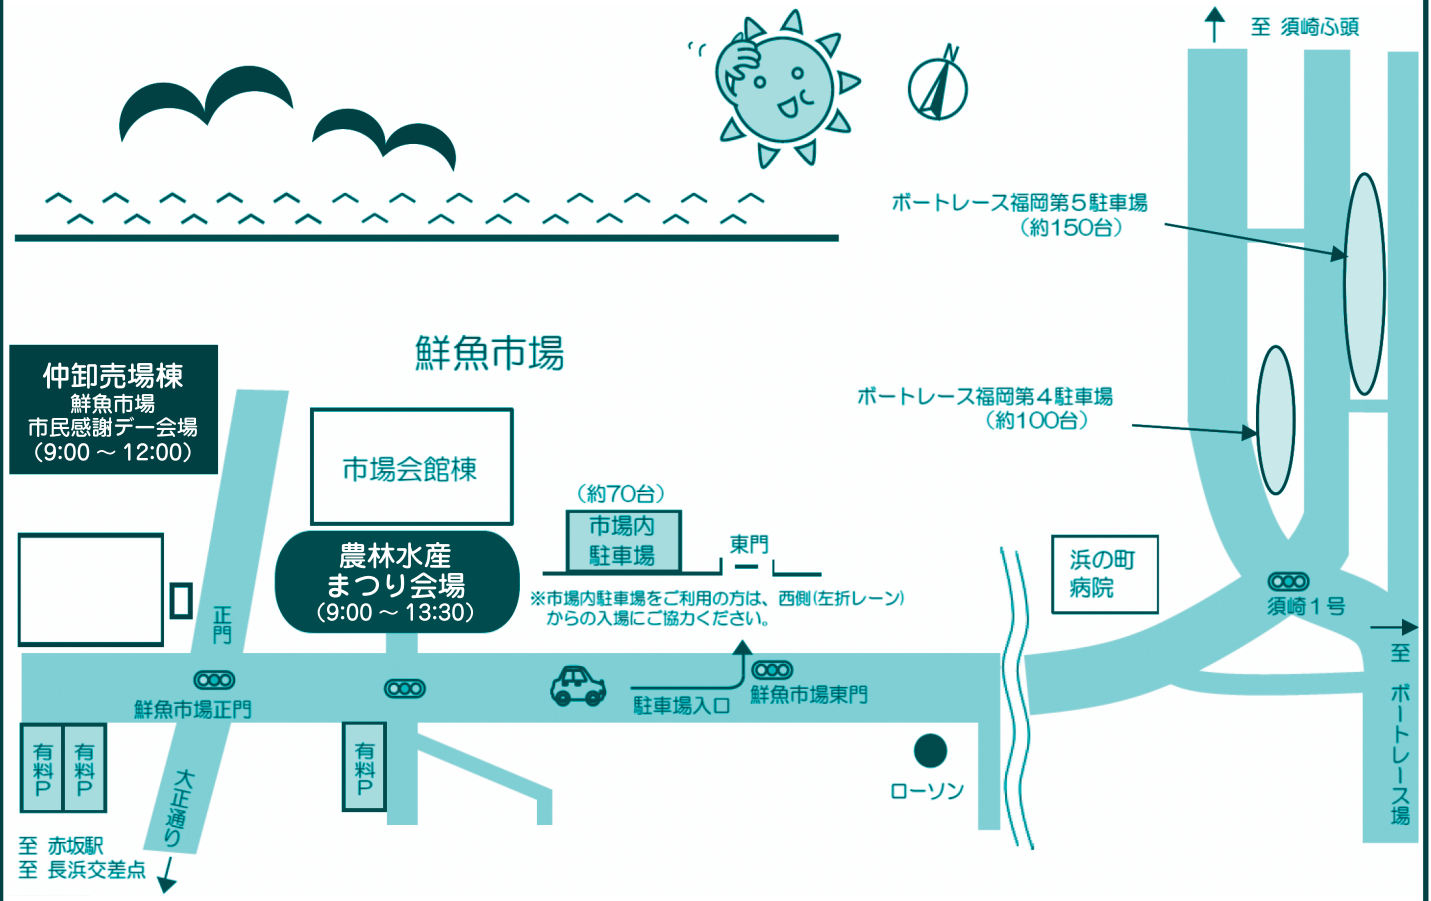 至 須崎ふ頭
N
ボートレース福岡第5駐車場
（約150台）
鮮魚市場
仲卸売場棟
鮮魚市場
市民感謝デー会場
（9:00 ～ 12:00）
ボートレース福岡第4駐車場
（約100台）
市場会館棟
（約70台）
市場内
駐車場
東門
農林水産
まつり会場
（9:00 ～ 13:30）
※市場内駐車場をご利用の方は、西側(左折レーン)
からの入場にご協力ください。
浜の町
病院
須崎1号
正門
至 ボートレース場
鮮魚市場正門
駐車場入口
鮮魚市場東門
有料P
有料P
有料P
大正通り
ローソン
至 赤坂駅
至 長浜交差点